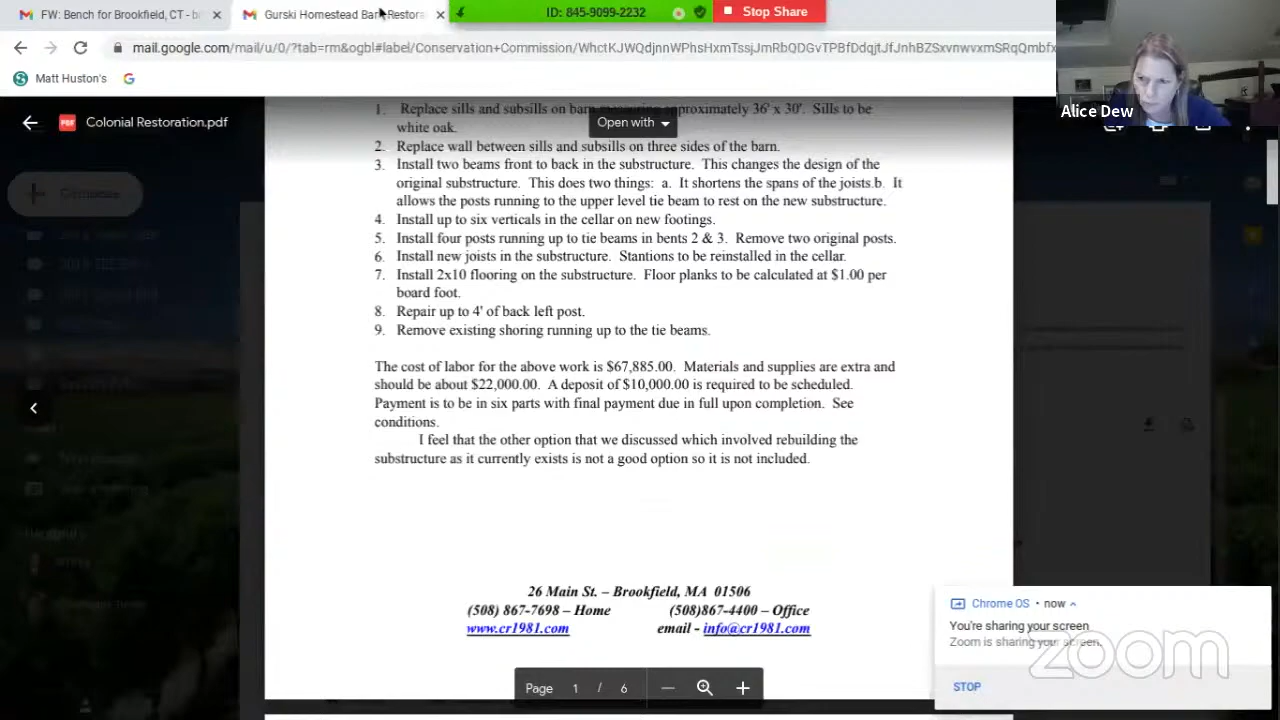 FW: Bench for Brookfield, CT - b
Gurski Homestead Barn Restora
ID: 845-9099-2232
Stop Share
mail.google.com/mail/u/0/?tab=rm&ogbl#label/Conservation+Commission/
Matt Huston's
Alice Dew
Colonial Restoration.pdf
Open with
1. Replace sills and subsills on barn measuring approximately 36' x 30'. Sills to be
white oak.
2. Replace wall between sills and subsills on three sides of the barn.
3. Install two beams front to back in the substructure. This changes the design of the
original substructure. This does two things: a. It shortens the spans of the joists.b. It
allows the posts running to the upper level tie beam to rest on the new substructure.
4. Install up to six verticals in the cellar on new footings.
5. Install four posts running up to tie beams in bents 2 & 3. Remove two original posts.
6. Install new joists in the substructure. Stantions to be reinstalled in the cellar.
7. Install 2x10 flooring on the substructure. Floor planks to be calculated at $1.00 per
board foot.
8. Repair up to 4' of back left post.
9. Remove existing shoring running up to the tie beams.
The cost of labor for the above work is $67,885.00. Materials and supplies are extra and
should be about $22,000.00. A deposit of $10,000.00 is required to be scheduled.
Payment is to be in six parts with final payment due in full upon completion. See
conditions.
I feel that the other option that we discussed which involved rebuilding the
substructure as it currently exists is not a good option so it is not included.
26 Main St. – Brookfield, MA 01506
(508) 867-7698 – Home (508)867-4400 – Office
www.cr1981.com email - info@cr1981.com
Page 1 / 6
Chrome OS • now
You're sharing your screen
Zoom is sharing your screen.
STOP
zoom